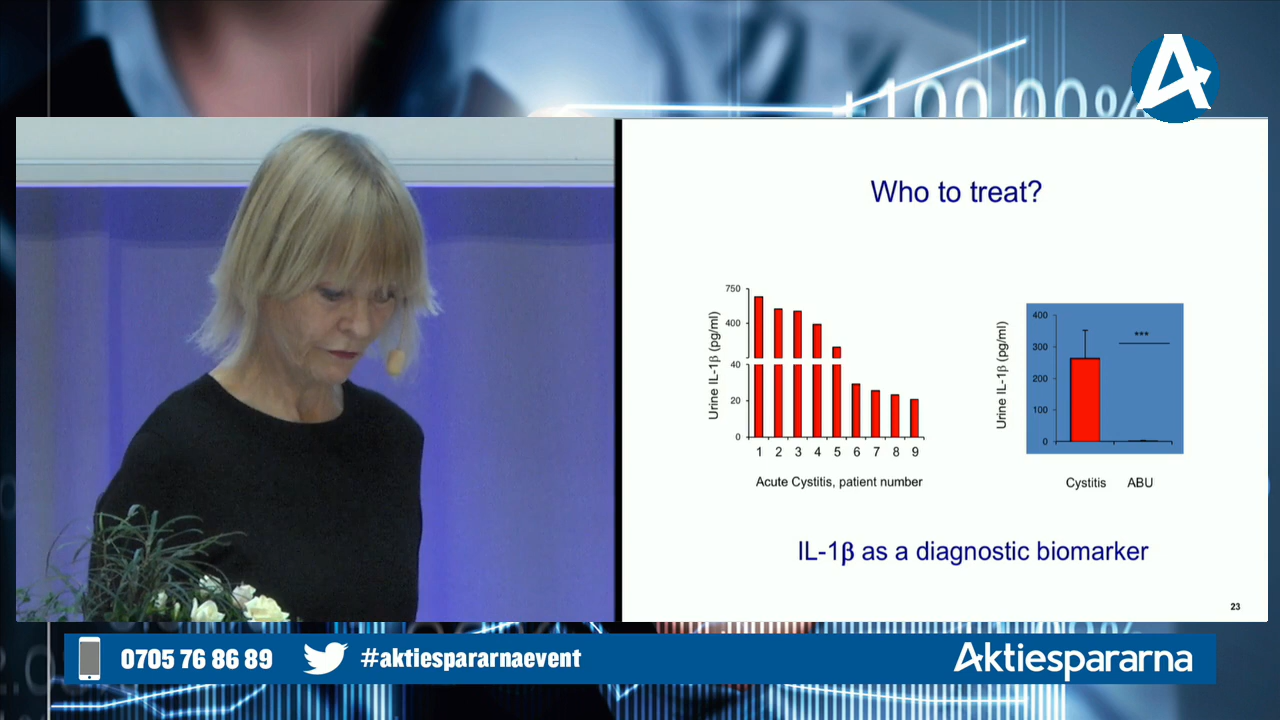 +100,00%
Who to treat?
750
400
40
20
0
Urine IL-1β (pg/ml)
1 2 3 4 5 6 7 8 9
Acute Cystitis, patient number
400
300
200
100
0
Urine IL-1β (pg/ml)
***
Cystitis ABU
IL-1β as a diagnostic biomarker
23
0705 76 86 89
#aktiespararnaevent
Aktiespararna